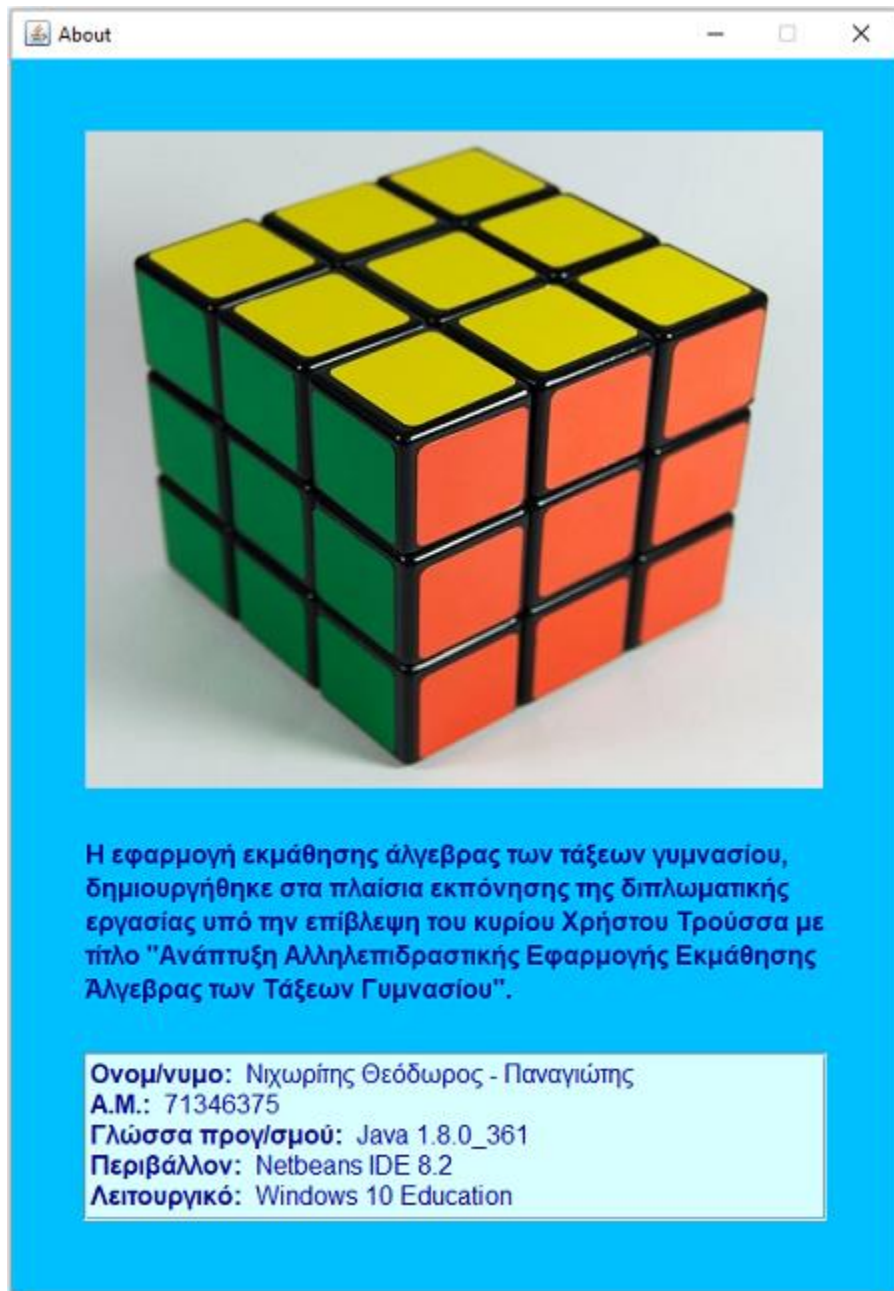 About
Η εφαρμογή εκμάθησης άλγεβρας των τάξεων γυμνασίου,
δημιουργήθηκε στα πλαίσια εκπόνησης της διπλωματικής
εργασίας υπό την επίβλεψη του κυρίου Χρήστου Τρούσσα με
τίτλο "Ανάπτυξη Αλληλεπιδραστικής Εφαρμογής Εκμάθησης
Άλγεβρας των Τάξεων Γυμνασίου".
Ονομ/νυμο: Νιχωρίτης Θεόδωρος - Παναγιώτης
Α.Μ.: 71346375
Γλώσσα προγ/σμού: Java 1.8.0_361
Περιβάλλον: Netbeans IDE 8.2
Λειτουργικό: Windows 10 Education